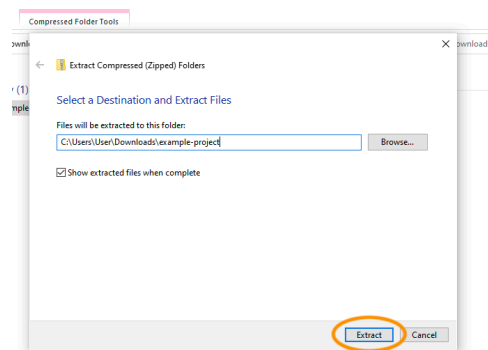 Compressed Folder Tools
Extract Compressed (Zipped) Folders
(1)
Select a Destination and Extract Files
Files will be extracted to this folder:
C:\Users\User\Downloads\example-project
Browse...
Show extracted files when complete
Extract
Cancel